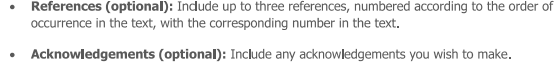 • References (optional): Include up to three references, numbered according to the order of
occurrence in the text, with the corresponding number in the text.
• Acknowledgements (optional): Include any acknowledgements you wish to make.